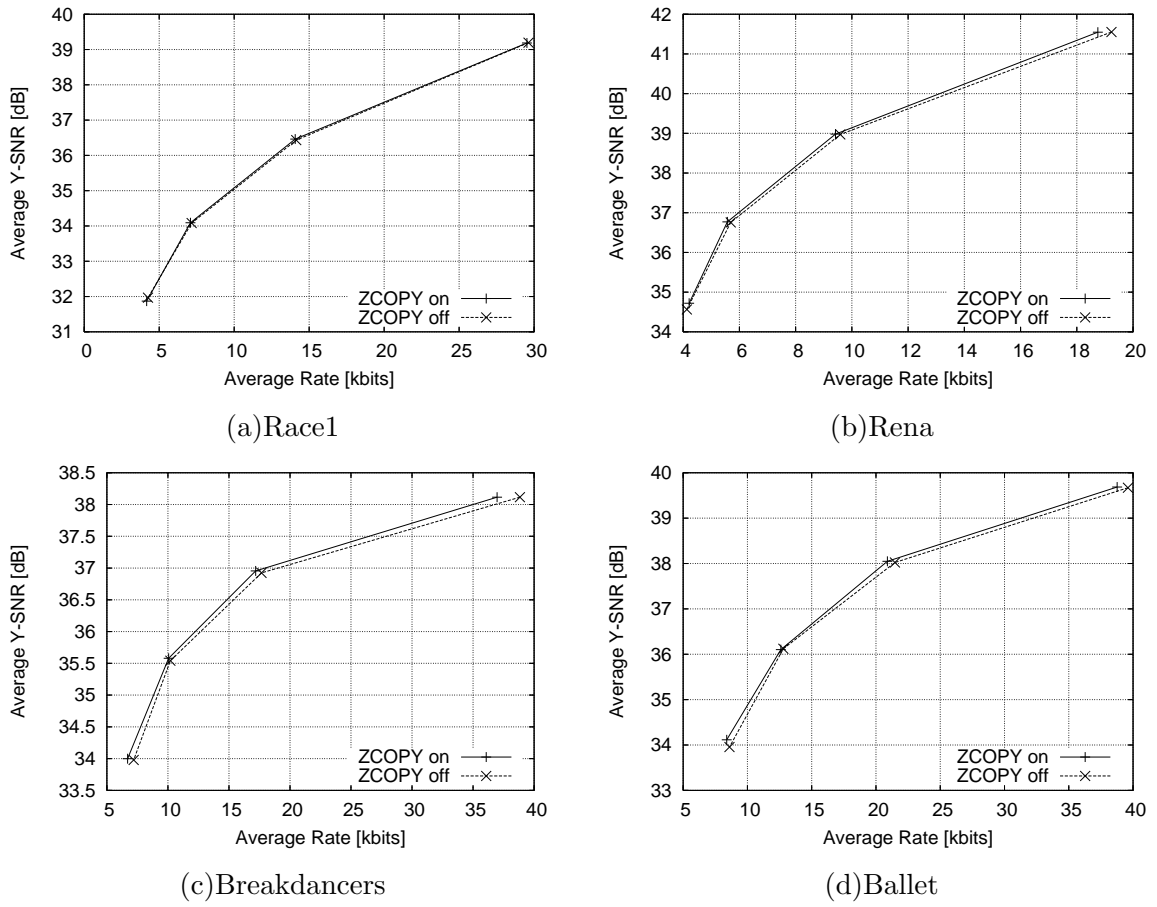 40
39
38
37
36
35
34
33
32
31
0 5 10 15 20 25 30
Average Y-SNR [dB]
Average Rate [kbits]
ZCOPY on
ZCOPY off
(a)Race1
42
41
40
39
38
37
36
35
34
4 6 8 10 12 14 16 18 20
Average Y-SNR [dB]
Average Rate [kbits]
ZCOPY on
ZCOPY off
(b)Rena
38.5
38
37.5
37
36.5
36
35.5
35
34.5
34
33.5
5 10 15 20 25 30 35 40
Average Y-SNR [dB]
Average Rate [kbits]
ZCOPY on
ZCOPY off
(c)Breakdancers
40
39
38
37
36
35
34
33
5 10 15 20 25 30 35 40
Average Y-SNR [dB]
Average Rate [kbits]
ZCOPY on
ZCOPY off
(d)Ballet